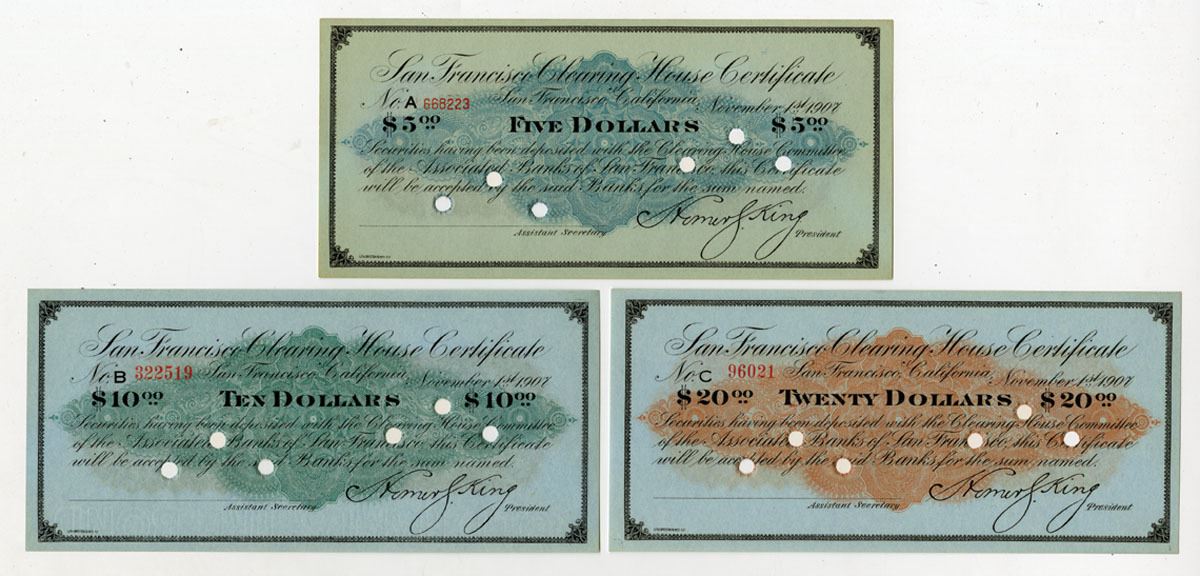 San Francisco Clearing House Certificate
No. A 668223 San Francisco, California, November 1st 1907
$5.00 FIVE DOLLARS $5.00
Securities having been deposited with the Clearing House Committee
of the Associated Banks of San Francisco, this Certificate
will be accepted by the said Banks for the sum named.
Homer S. King
Assistant Secretary President
San Francisco Clearing House Certificate
No. B 322519 San Francisco, California, November 1st 1907
$10.00 TEN DOLLARS $10.00
Securities having been deposited with the Clearing House Committee
of the Associated Banks of San Francisco, this Certificate
will be accepted by the said Banks for the sum named.
Homer S. King
Assistant Secretary President
San Francisco Clearing House Certificate
No. C 96021 San Francisco, California, November 1st 1907
$20.00 TWENTY DOLLARS $20.00
Securities having been deposited with the Clearing House Committee
of the Associated Banks of San Francisco, this Certificate
will be accepted by the said Banks for the sum named.
Homer S. King
Assistant Secretary President